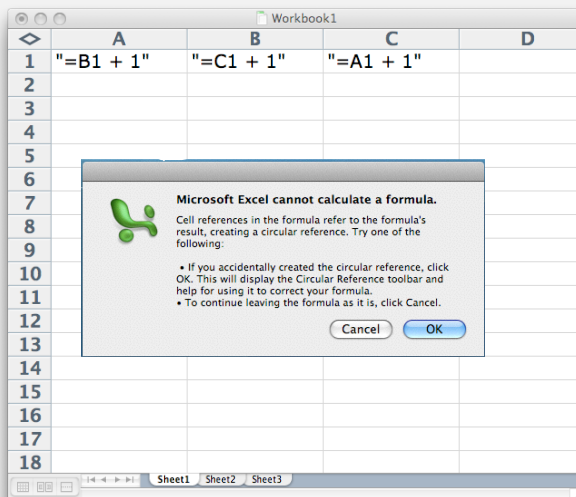 Workbook1
A B C D
1 "=B1 + 1" "=C1 + 1" "=A1 + 1"
2
3
4
5
6
7
8
9
10
11
12
13
14
15
16
17
18
Microsoft Excel cannot calculate a formula.
Cell references in the formula refer to the formula's
result, creating a circular reference. Try one of the
following:
• If you accidentally created the circular reference, click
OK. This will display the Circular Reference toolbar and
help for using it to correct your formula.
• To continue leaving the formula as it is, click Cancel.
Cancel OK
Sheet1 Sheet2 Sheet3